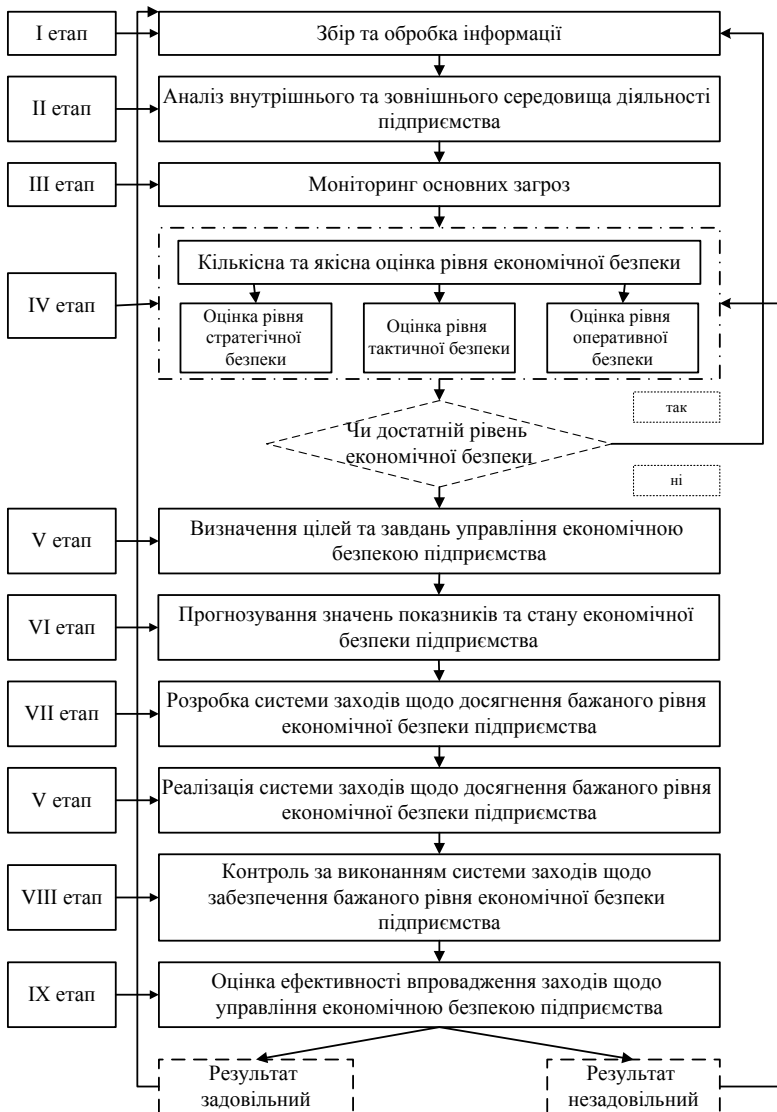 I етап
Збір та обробка інформації
II етап
Аналіз внутрішнього та зовнішнього середовища діяльності
підприємства
III етап
Моніторинг основних загроз
IV етап
Кількісна та якісна оцінка рівня економічної безпеки
Оцінка рівня
стратегічної
безпеки
Оцінка рівня
тактичної безпеки
Оцінка рівня
оперативної
безпеки
так
Чи достатній рівень
економічної безпеки
ні
V етап
Визначення цілей та завдань управління економічною
безпекою підприємства
VI етап
Прогнозування значень показників та стану економічної
безпеки підприємства
VII етап
Розробка системи заходів щодо досягнення бажаного рівня
економічної безпеки підприємства
V етап
Реалізація системи заходів щодо досягнення бажаного рівня
економічної безпеки підприємства
VIII етап
Контроль за виконанням системи заходів щодо
забезпечення бажаного рівня економічної безпеки
підприємства
IX етап
Оцінка ефективності впровадження заходів щодо
управління економічною безпекою підприємства
Результат
задовільний
Результат
незадовільний